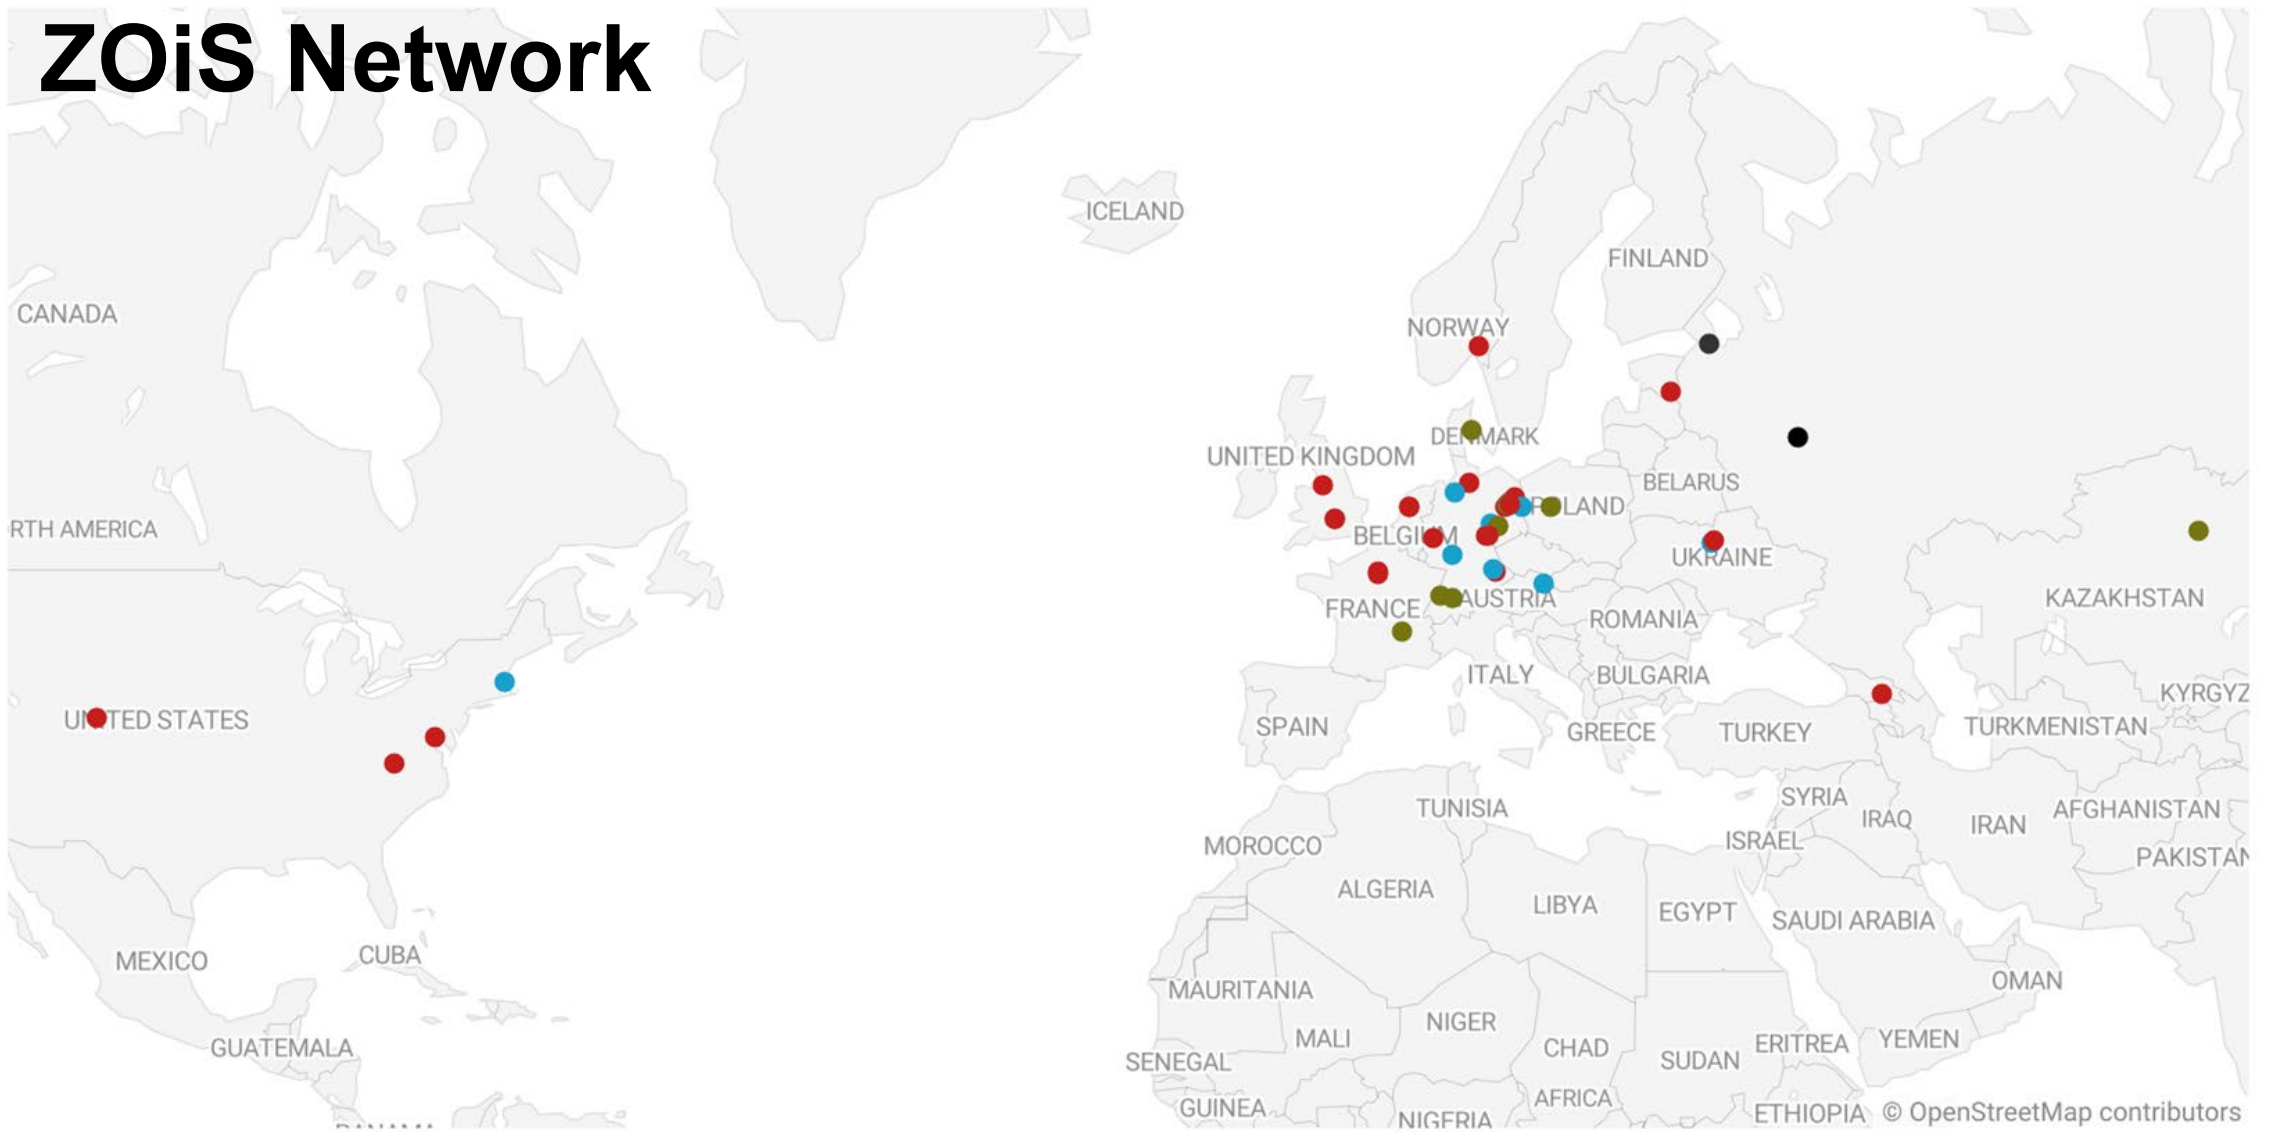 ZOiS Network
ICELAND
FINLAND
CANADA
NORWAY
DENMARK
UNITED KINGDOM
BELARUS
POLAND
RTH AMERICA
BELGIUM
UKRAINE
KAZAKHSTAN
AUSTRIA
FRANCE
ROMANIA
ITALY
BULGARIA
KYRGYZ
UNITED STATES
SPAIN
GREECE
TURKEY
TURKMENISTAN
SYRIA
TUNISIA
AFGHANISTAN
IRAQ
IRAN
ISRAEL
MOROCCO
PAKISTAN
ALGERIA
LIBYA
EGYPT
SAUDI ARABIA
CUBA
MEXICO
OMAN
MAURITANIA
NIGER
MALI
YEMEN
ERITREA
GUATEMALA
CHAD
SENEGAL
SUDAN
AFRICA
GUINEA
ETHIOPIA
© OpenStreetMap contributors
NIGERIA
PANAMA